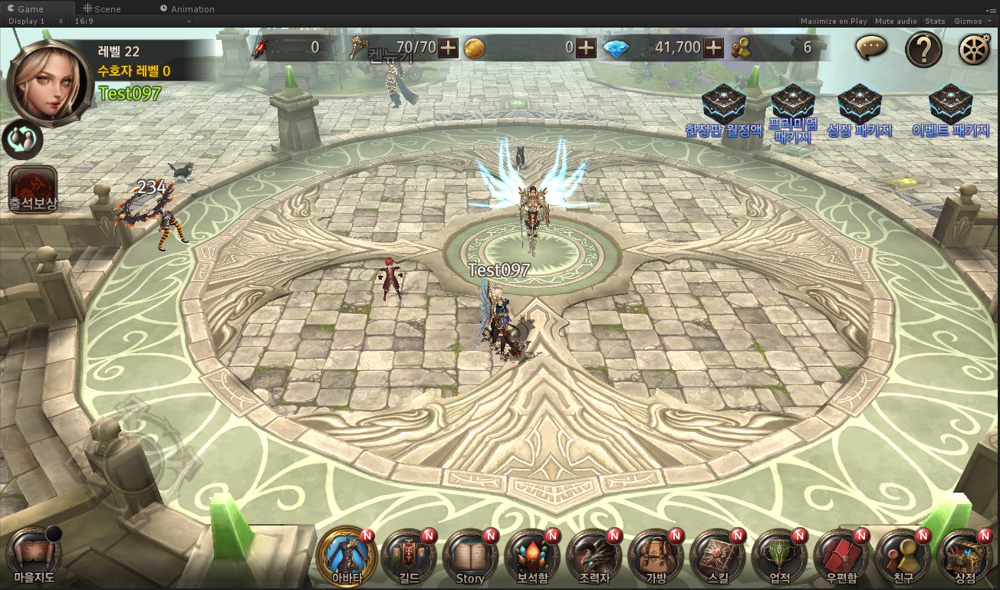 Game
Scene
Animation
Display 1
16:9
Maximize on Play
Mute audio
Stats
Gizmos
레벨 22
수호자 레벨 0
Test097
0
70/70
0
41,700
6
켄뉴기
한정판 월정액
프리미엄
패키지
성장 패키지
이벤트 패키지
234
출석보상
Test097
마을지도
아바타
길드
Story
보석함
조력자
가방
스킬
업적
우편함
친구
상점
N
N
N
N
N
N
N
N
N
N
N